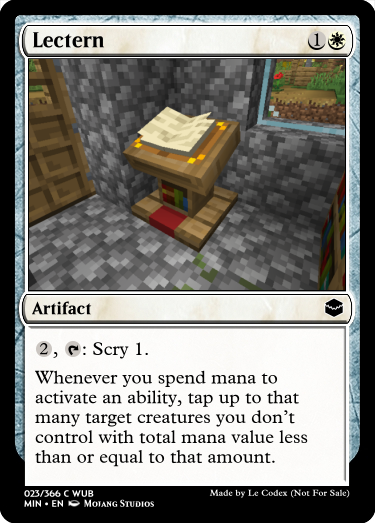 Lectern 1
Artifact
2, : Scry 1.
Whenever you spend mana to
activate an ability, tap up to that
many target creatures you don't
control with total mana value less
than or equal to that amount.
023/366 C WUB
MIN • EN Mojang Studios
Made by Le Codex (Not For Sale)